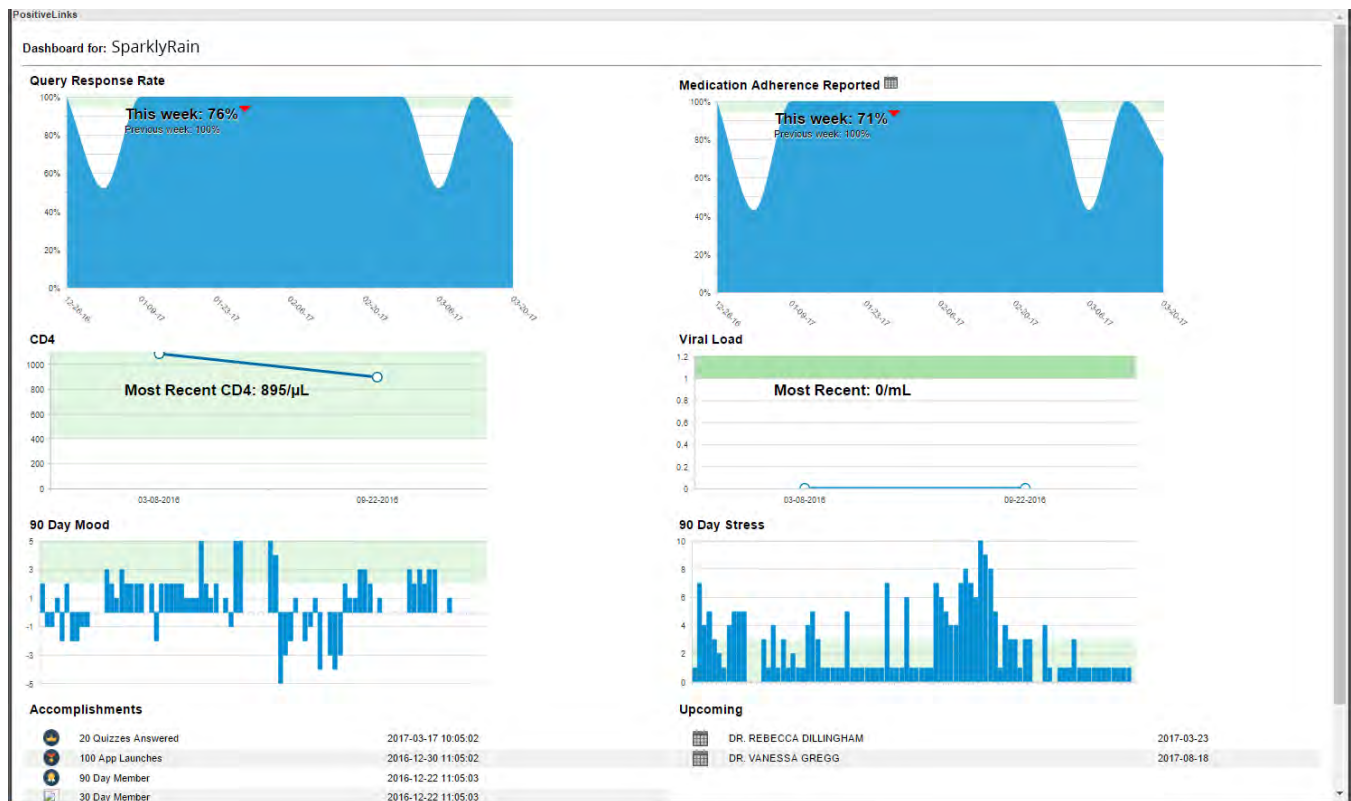 PositiveLinks
Dashboard for: SparklyRain
Query Response Rate
100%
80%
60%
40%
20%
0%
This week: 76%
Previous week: 100%
12-26-16
01-09-17
01-23-17
02-06-17
02-20-17
03-06-17
03-20-17
Medication Adherence Reported
100%
80%
60%
40%
20%
0%
This week: 71%
Previous week: 100%
12-26-16
01-09-17
01-23-17
02-06-17
02-20-17
03-06-17
03-20-17
CD4
1000
800
600
400
200
0
Most Recent CD4: 895/µL
03-08-2016
09-22-2016
Viral Load
1.2
1
0.8
0.6
0.4
0.2
0
Most Recent: 0/mL
03-08-2016
09-22-2016
90 Day Mood
5
3
1
-1
-3
-5
90 Day Stress
10
8
6
4
2
0
Accomplishments
20 Quizzes Answered 2017-03-17 10:05:02
100 App Launches 2016-12-30 11:05:02
90 Day Member 2016-12-22 11:05:03
30 Day Member 2016-12-22 11:05:03
Upcoming
DR. REBECCA DILLINGHAM 2017-03-23
DR. VANESSA GREGG 2017-08-18